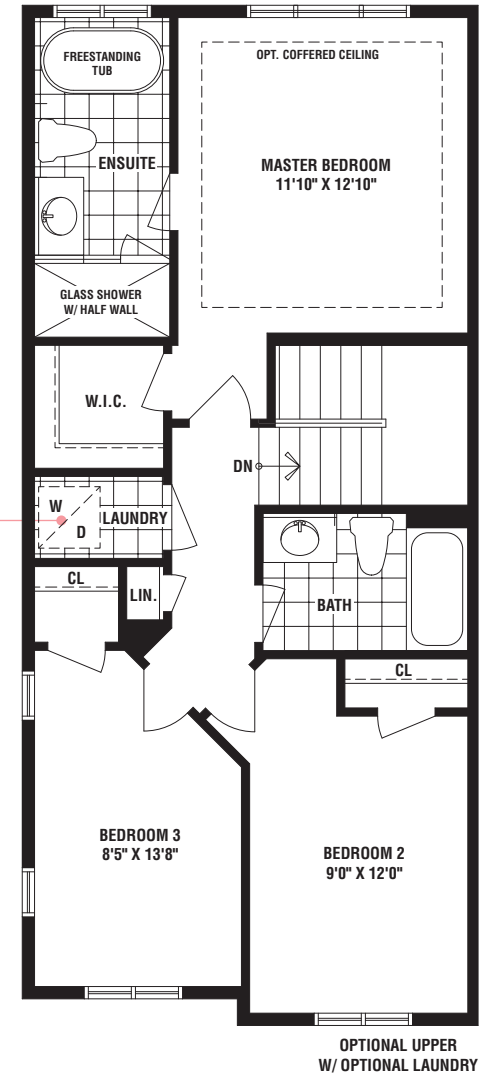 FREESTANDING
TUB
OPT. COFFERED CEILING
ENSUITE
MASTER BEDROOM
11'10" X 12'10"
GLASS SHOWER
W/ HALF WALL
W.I.C.
DN
W
D
LAUNDRY
CL
LIN.
BATH
CL
BEDROOM 3
8'5" X 13'8"
BEDROOM 2
9'0" X 12'0"
OPTIONAL UPPER
W/ OPTIONAL LAUNDRY